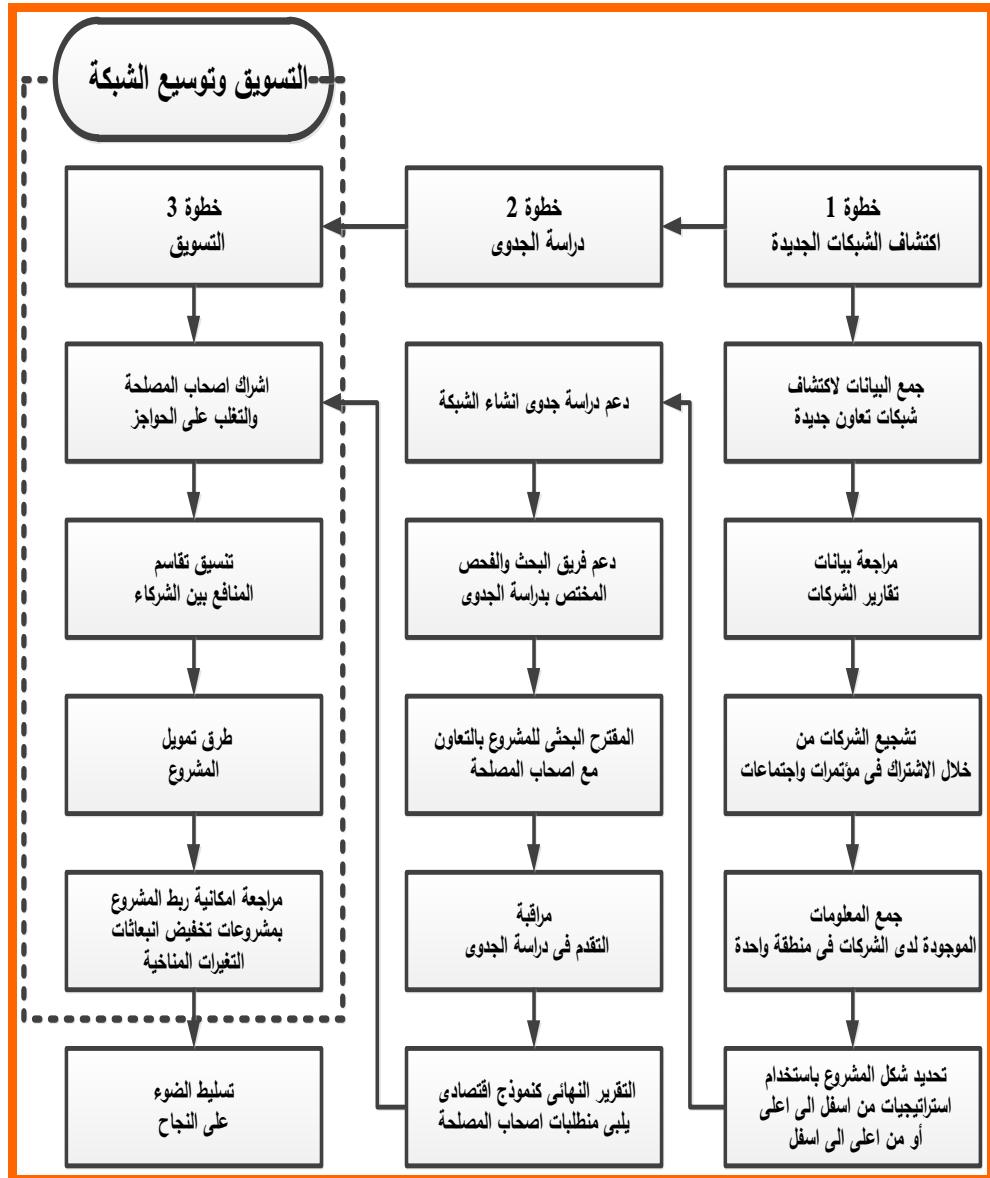 التسويق وتوسيع الشبكة
خطوة 1
اكتشاف الشبكات الجديدة
خطوة 2
دراسة الجدوى
خطوة 3
التسويق
جمع البيانات لاكتشاف
شبكات تعاون جديدة
دعم دراسة جدوى انشاء الشبكة
اشراك اصحاب المصلحة
والتغلب على الحواجز
مراجعة بيانات
تقارير الشركات
دعم فريق البحث والفحص
المختص بدراسة الجدوى
تنسيق تقاسم
المنافع بين الشركاء
تشجيع الشركات من
خلال الاشتراك فى مؤتمرات واجتماعات
المقترح البحثى للمشروع بالتعاون
مع اصحاب المصلحة
طرق تمويل
المشروع
جمع المعلومات
الموجودة لدى الشركات فى منطقة واحدة
مراقبة
التقدم فى دراسة الجدوى
مراجعة امكانية ربط المشروع
بمشروعات تخفيض انبعاثات
التغيرات المناخية
تحديد شكل المشروع باستخدام
استراتيجيات من اسفل الى اعلى
أو من اعلى الى اسفل
التقرير النهائى كنموذج اقتصادى
يلبى متطلبات اصحاب المصلحة
تسليط الضوء
على النجاح